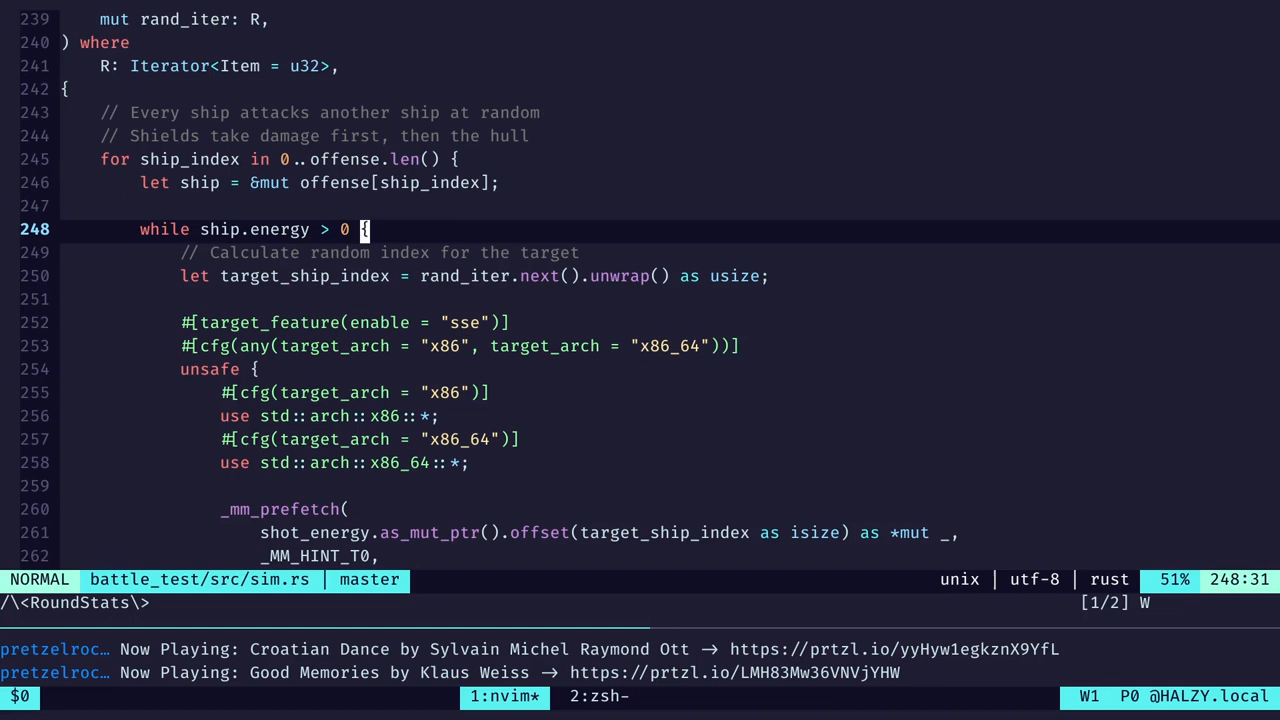 239     mut rand_iter: R,
240 ) where
241     R: Iterator<Item = u32>,
242 {
243     // Every ship attacks another ship at random
244     // Shields take damage first, then the hull
245     for ship_index in 0..offense.len() {
246         let ship = &mut offense[ship_index];
247
248         while ship.energy > 0 {
249             // Calculate random index for the target
250             let target_ship_index = rand_iter.next().unwrap() as usize;
251
252             #[target_feature(enable = "sse")]
253             #[cfg(any(target_arch = "x86", target_arch = "x86_64"))]
254             unsafe {
255                 #[cfg(target_arch = "x86")]
256                 use std::arch::x86::*;
257                 #[cfg(target_arch = "x86_64")]
258                 use std::arch::x86_64::*;
259
260                 _mm_prefetch(
261                     shot_energy.as_mut_ptr().offset(target_ship_index as isize) as *mut _,
262                     _MM_HINT_T0,
NORMAL battle_test/src/sim.rs | master unix | utf-8 | rust 51% 248:31
/\<RoundStats\> [1/2] W
pretzelroc… Now Playing: Croatian Dance by Sylvain Michel Raymond Ott -> https://prtzl.io/yyHyw1egkznX9YfL
pretzelroc… Now Playing: Good Memories by Klaus Weiss -> https://prtzl.io/LMH83Mw36VNVjYHW
$0 1:nvim* 2:zsh- W1 P0 @HALZY.local